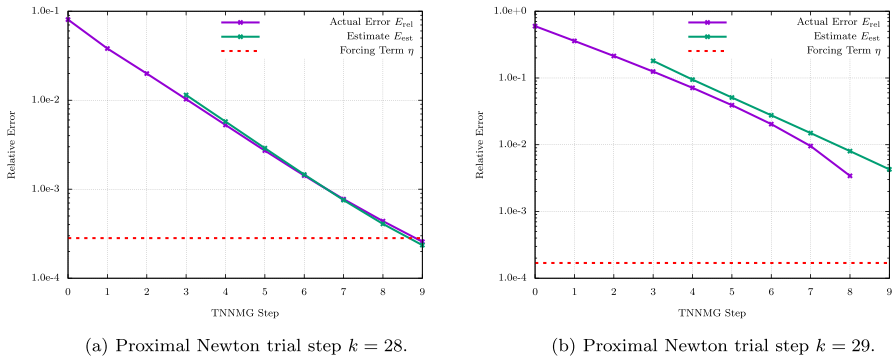 1.0e-1
1.0e-2
1.0e-3
1.0e-4
Relative Error
Actual Error E_rel
Estimate E_est
Forcing Term η
0 1 2 3 4 5 6 7 8 9
TNNMG Step
(a) Proximal Newton trial step k = 28.
1.0e+0
1.0e-1
1.0e-2
1.0e-3
1.0e-4
Relative Error
Actual Error E_rel
Estimate E_est
Forcing Term η
0 1 2 3 4 5 6 7 8 9
TNNMG Step
(b) Proximal Newton trial step k = 29.